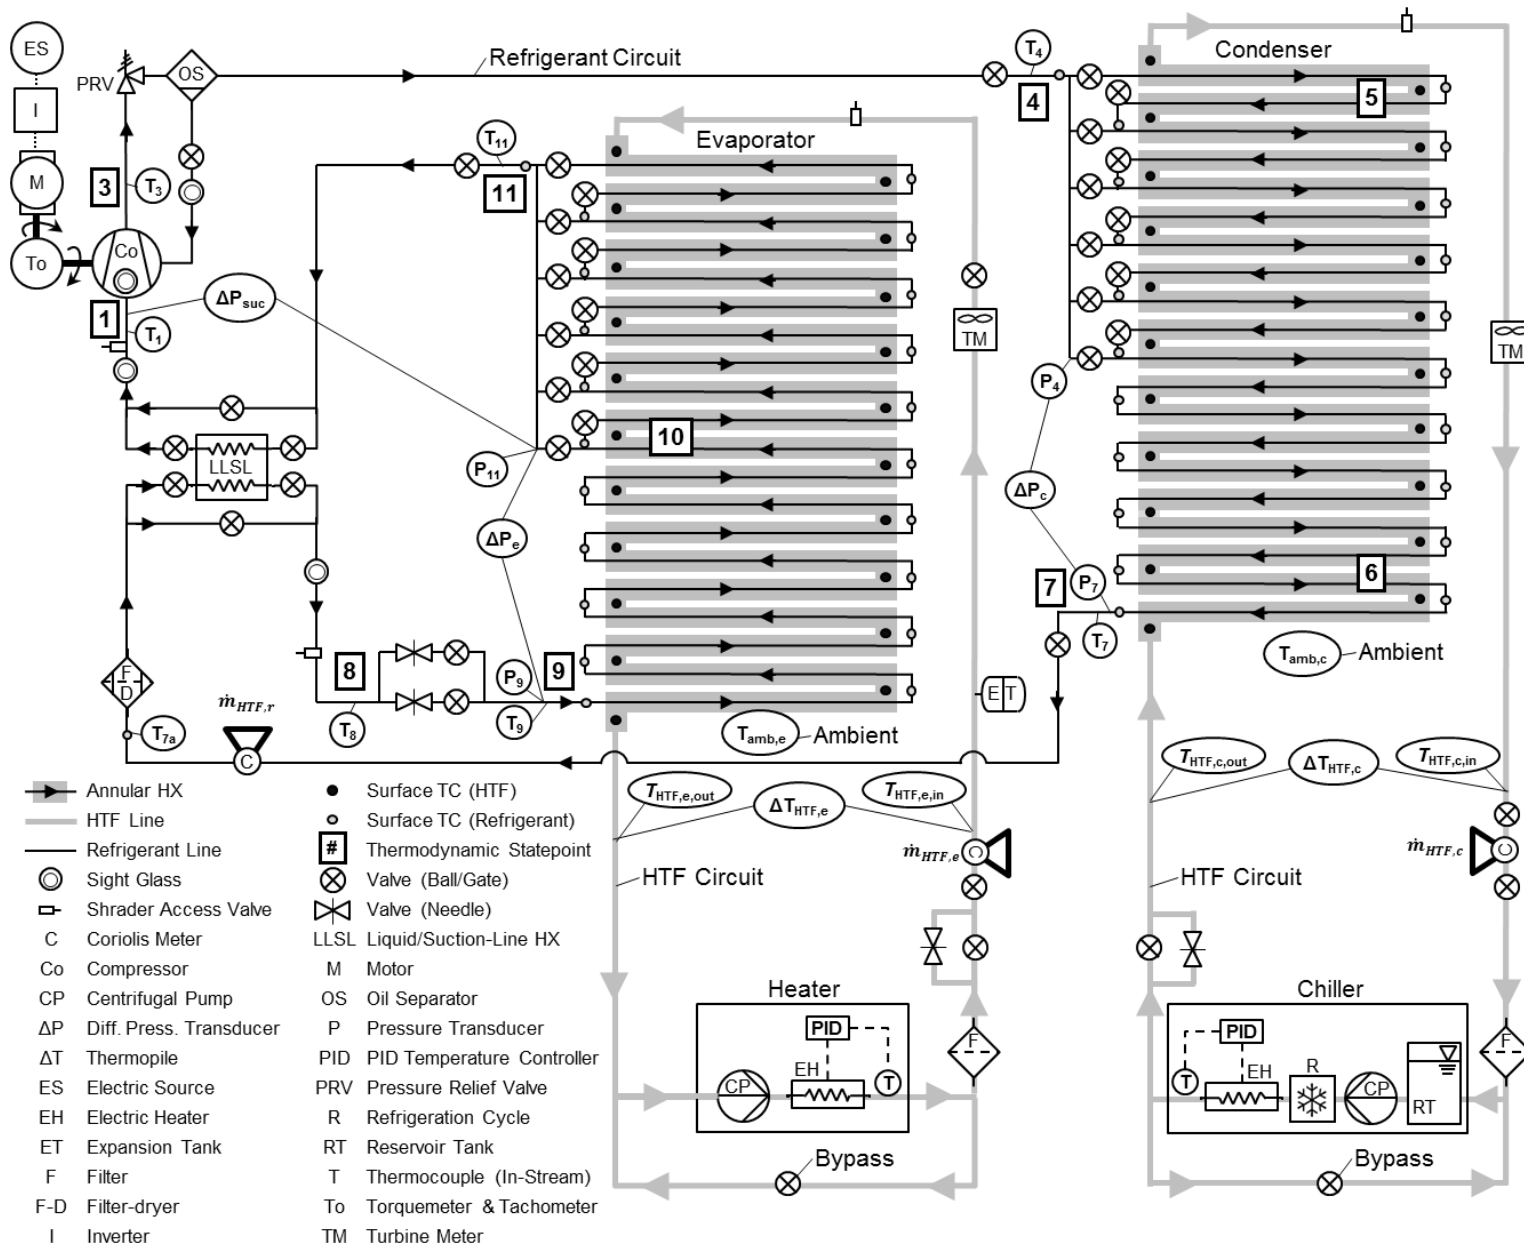 ES
Refrigerant Circuit
T4
Condenser
PRV
OS
I
4
5
T11
Evaporator
M
3
T3
11
To
Co
ΔPsuc
1
T1
TM
TM
P4
10
LLSL
P11
ΔPc
ΔPe
7
P7
6
T7
Tamb,c
Ambient
F
D
8
P9
9
E T
ṁHTF,r
T7a
C
T8
T9
Tamb,e
Ambient
Annular HX
Surface TC (HTF)
HTF Line
Surface TC (Refrigerant)
Refrigerant Line
# Thermodynamic Statepoint
Sight Glass
Valve (Ball/Gate)
Shrader Access Valve
Valve (Needle)
C Coriolis Meter
LLSL Liquid/Suction-Line HX
Co Compressor
M Motor
CP Centrifugal Pump
OS Oil Separator
ΔP Diff. Press. Transducer
P Pressure Transducer
ΔT Thermopile
PID PID Temperature Controller
ES Electric Source
PRV Pressure Relief Valve
EH Electric Heater
R Refrigeration Cycle
ET Expansion Tank
RT Reservoir Tank
F Filter
T Thermocouple (In-Stream)
F-D Filter-dryer
To Torquemeter & Tachometer
I Inverter
TM Turbine Meter
THTF,e,out
ΔTHTF,e
THTF,e,in
ṁHTF,e
C
HTF Circuit
THTF,c,out
ΔTHTF,c
THTF,c,in
ṁHTF,c
C
HTF Circuit
Heater
PID
EH
CP
T
F
Bypass
Chiller
PID
EH
R
T
CP
RT
F
Bypass